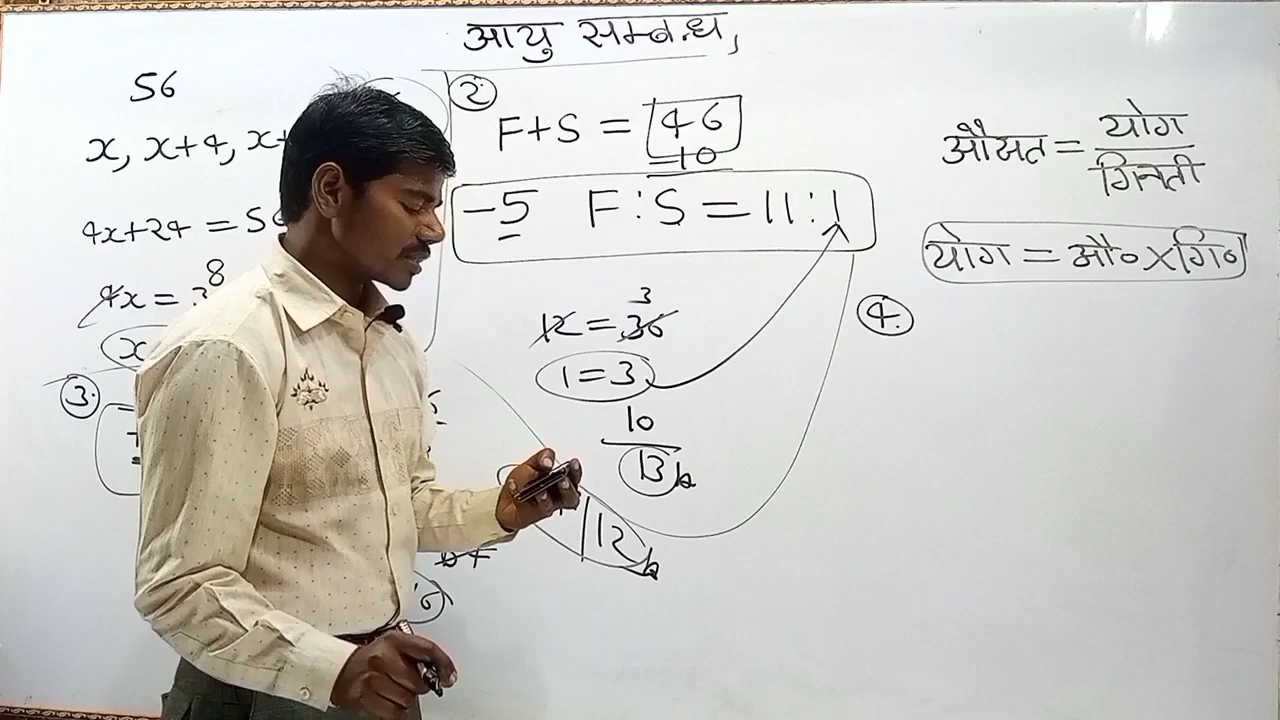 आयु सम्बन्ध,
56
x, x+4, x+
4x+24 = 56
4x = 3 8
x
②
F+S = 46
-10
-5 F:S = 11:1
12 = 36 3
1 = 3
10
13
12
③
④
औसत = योग
गिनती
योग = औ० × गि०